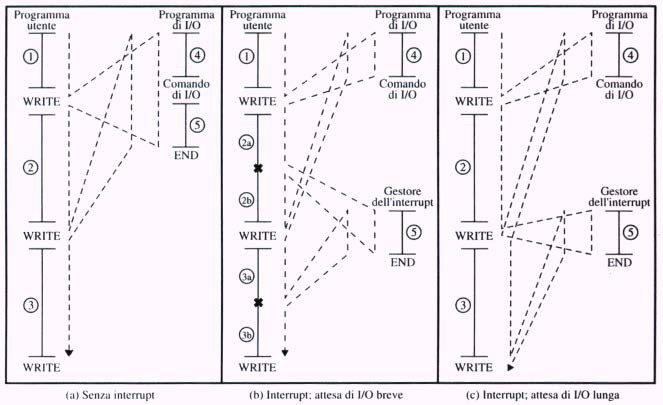 Programma
utente
Programma
di I/O
1
4
WRITE
Comando
di I/O
5
END
2
WRITE
3
WRITE
(a) Senza interrupt
Programma
utente
Programma
di I/O
1
4
WRITE
Comando
di I/O
2a
2b
Gestore
dell'interrupt
WRITE
5
END
3a
3b
WRITE
(b) Interrupt; attesa di I/O breve
Programma
utente
Programma
di I/O
1
4
WRITE
Comando
di I/O
2
Gestore
dell'interrupt
WRITE
5
END
3
WRITE
(c) Interrupt; attesa di I/O lunga